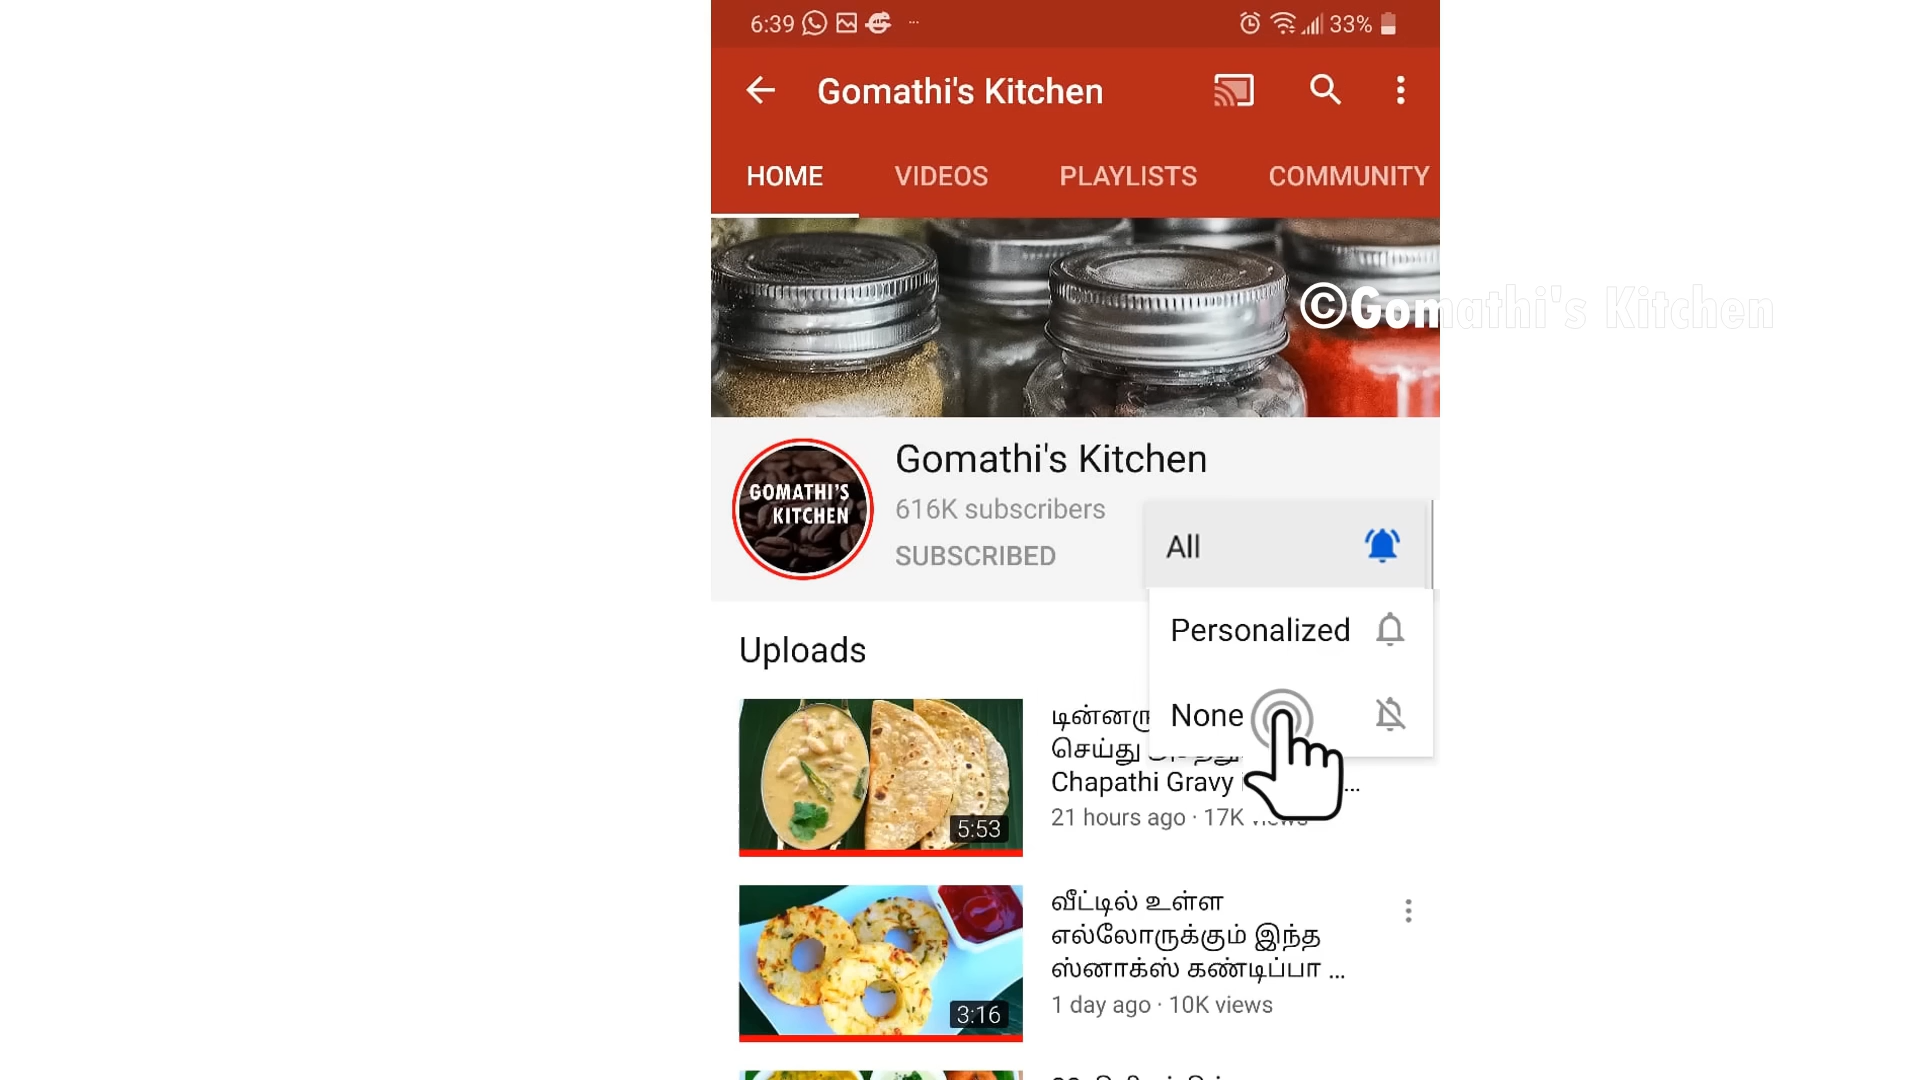 6:39
33%
Gomathi's Kitchen
HOME VIDEOS PLAYLISTS COMMUNITY
©Gomathi's Kitchen
GOMATHI'S
KITCHEN
Gomathi's Kitchen
616K subscribers
SUBSCRIBED
All
Personalized
None
Uploads
செய்து
Chapathi Gravy
...
21 hours ago · 17K views
5:53
வீட்டில் உள்ள
எல்லோருக்கும் இந்த
ஸ்னாக்ஸ் கண்டிப்பா ...
1 day ago · 10K views
3:16